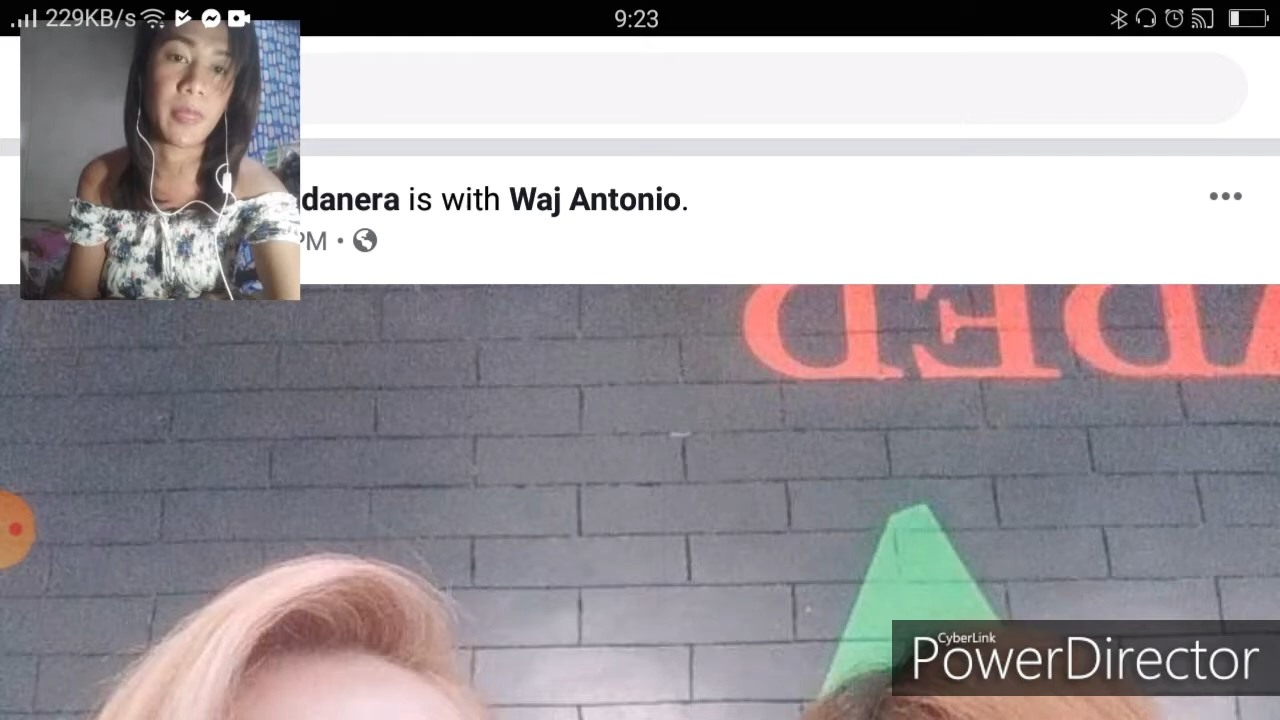 229KB/s
9:23
danera is with Waj Antonio.
PM •
CyberLink
PowerDirector